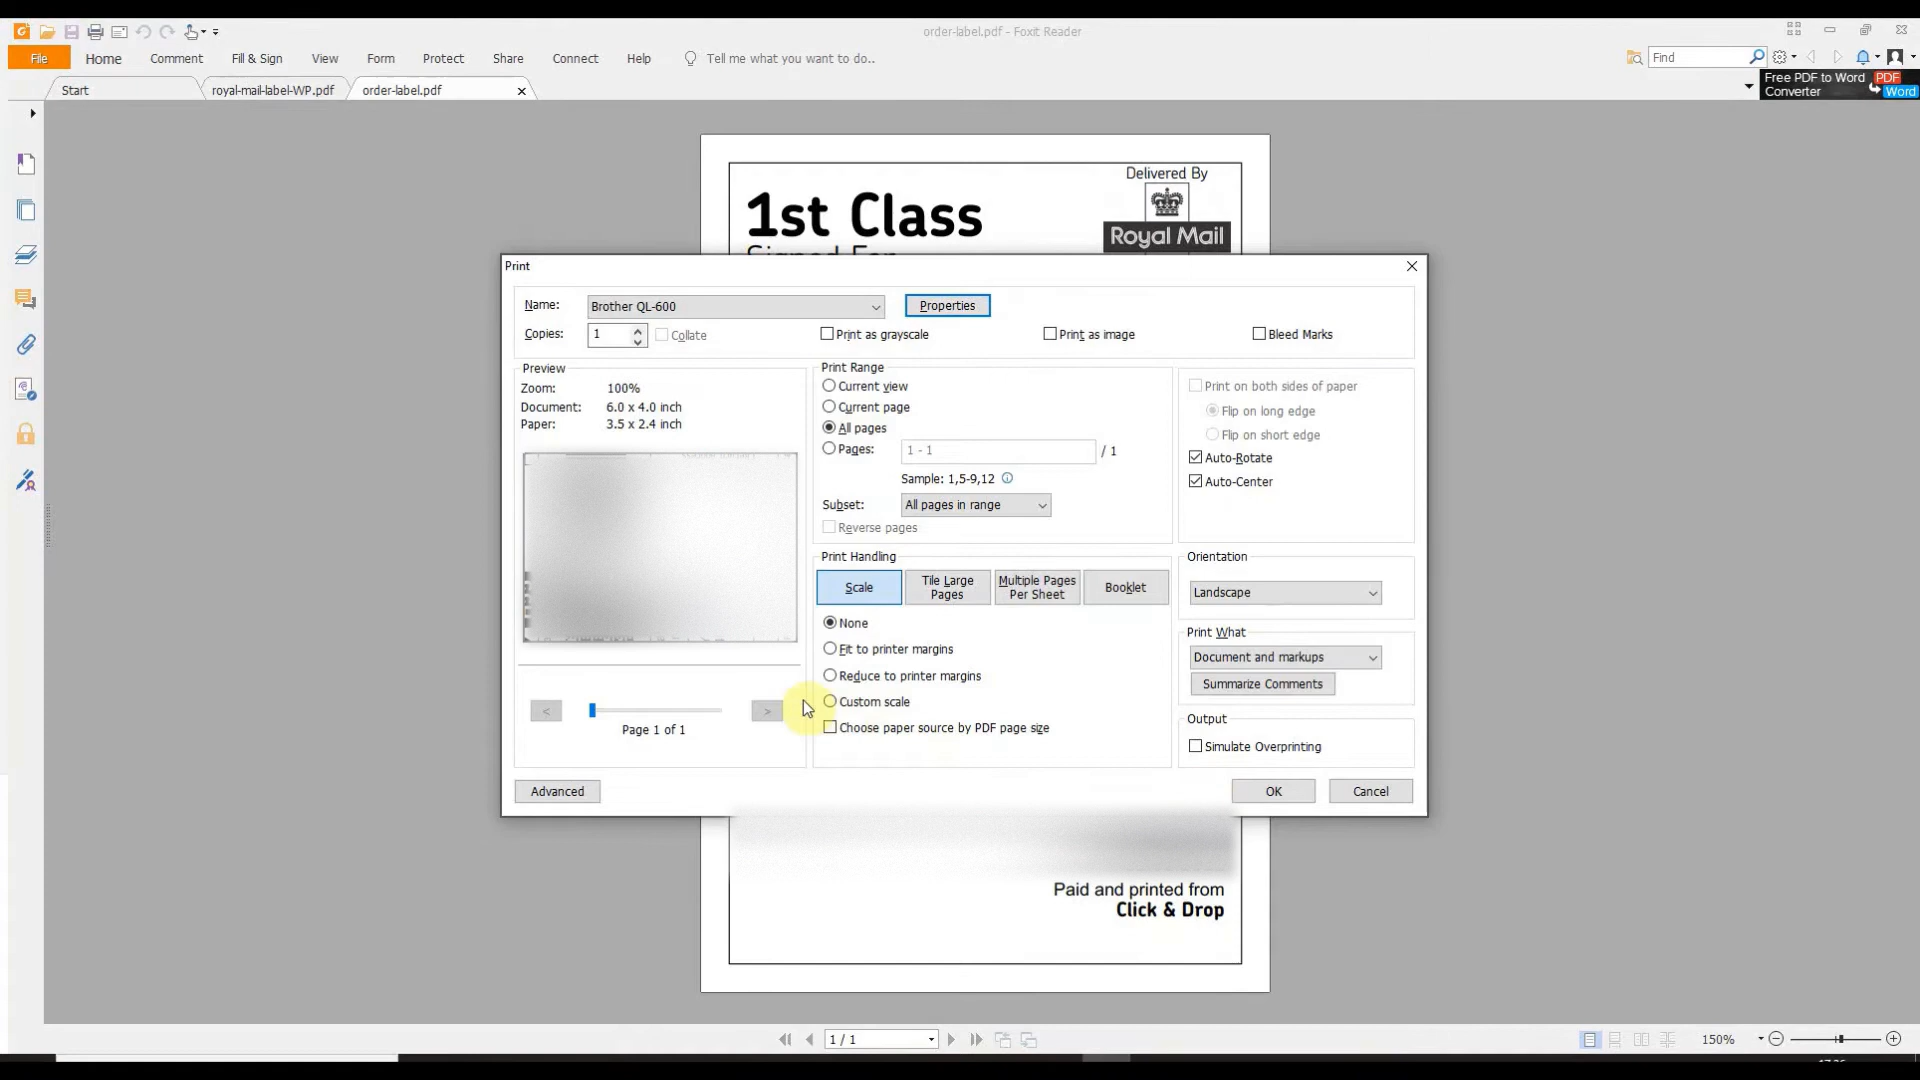 order-label.pdf - Foxit Reader
File Home Comment Fill & Sign View Form Protect Share Connect Help Tell me what you want to do.. Find
Free PDF to Word Converter PDF Word
Start royal-mail-label-WP.pdf order-label.pdf
Delivered By
1st Class
Royal Mail
Signed For
Print
Name: Brother QL-600 Properties
Copies: 1 Collate Print as grayscale Print as image Bleed Marks
Preview
Zoom: 100%
Document: 6.0 x 4.0 inch
Paper: 3.5 x 2.4 inch
< >
Page 1 of 1
Print Range
Current view
Current page
All pages
Pages: 1 - 1 / 1
Sample: 1,5-9,12
Subset: All pages in range
Reverse pages
Print Handling
Scale Tile Large Pages Multiple Pages Per Sheet Booklet
None
Fit to printer margins
Reduce to printer margins
Custom scale
Choose paper source by PDF page size
Print on both sides of paper
Flip on long edge
Flip on short edge
Auto-Rotate
Auto-Center
Orientation
Landscape
Print What
Document and markups
Summarize Comments
Output
Simulate Overprinting
Advanced OK Cancel
Paid and printed from
Click & Drop
1 / 1 150%